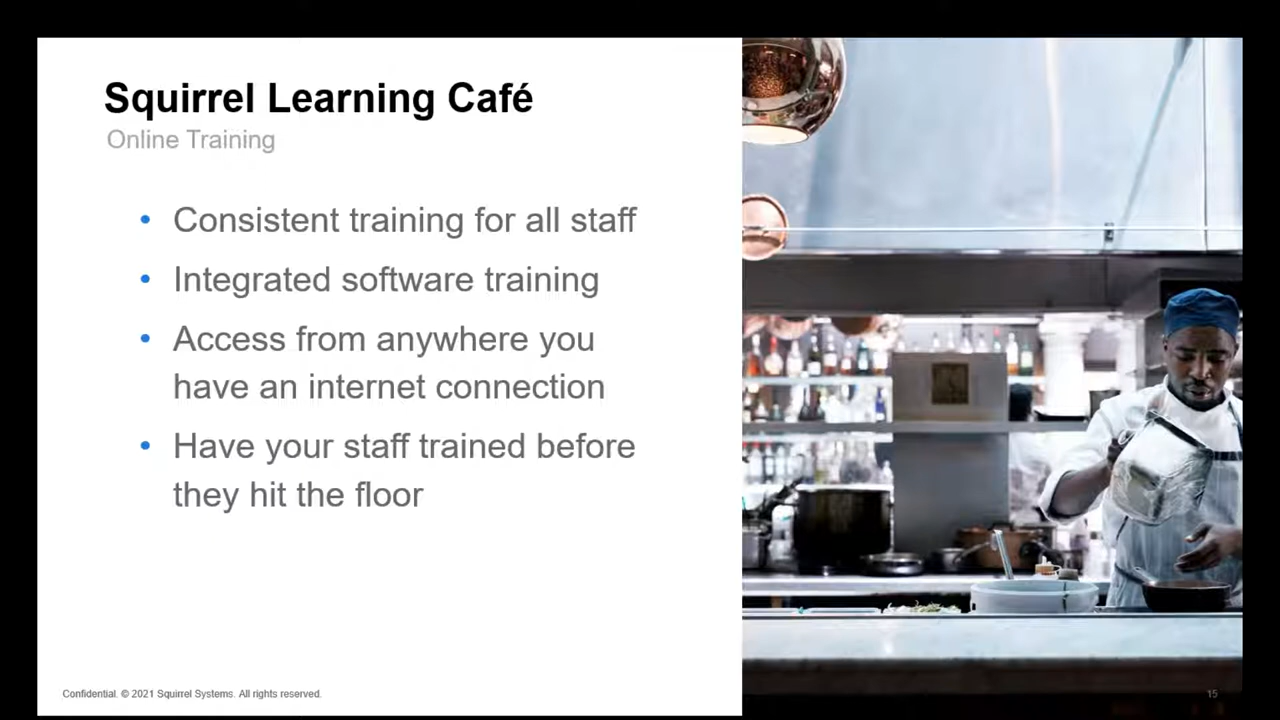 Squirrel Learning Café
Online Training
• Consistent training for all staff
• Integrated software training
• Access from anywhere you
have an internet connection
• Have your staff trained before
they hit the floor
Confidential. © 2021 Squirrel Systems. All rights reserved.
15